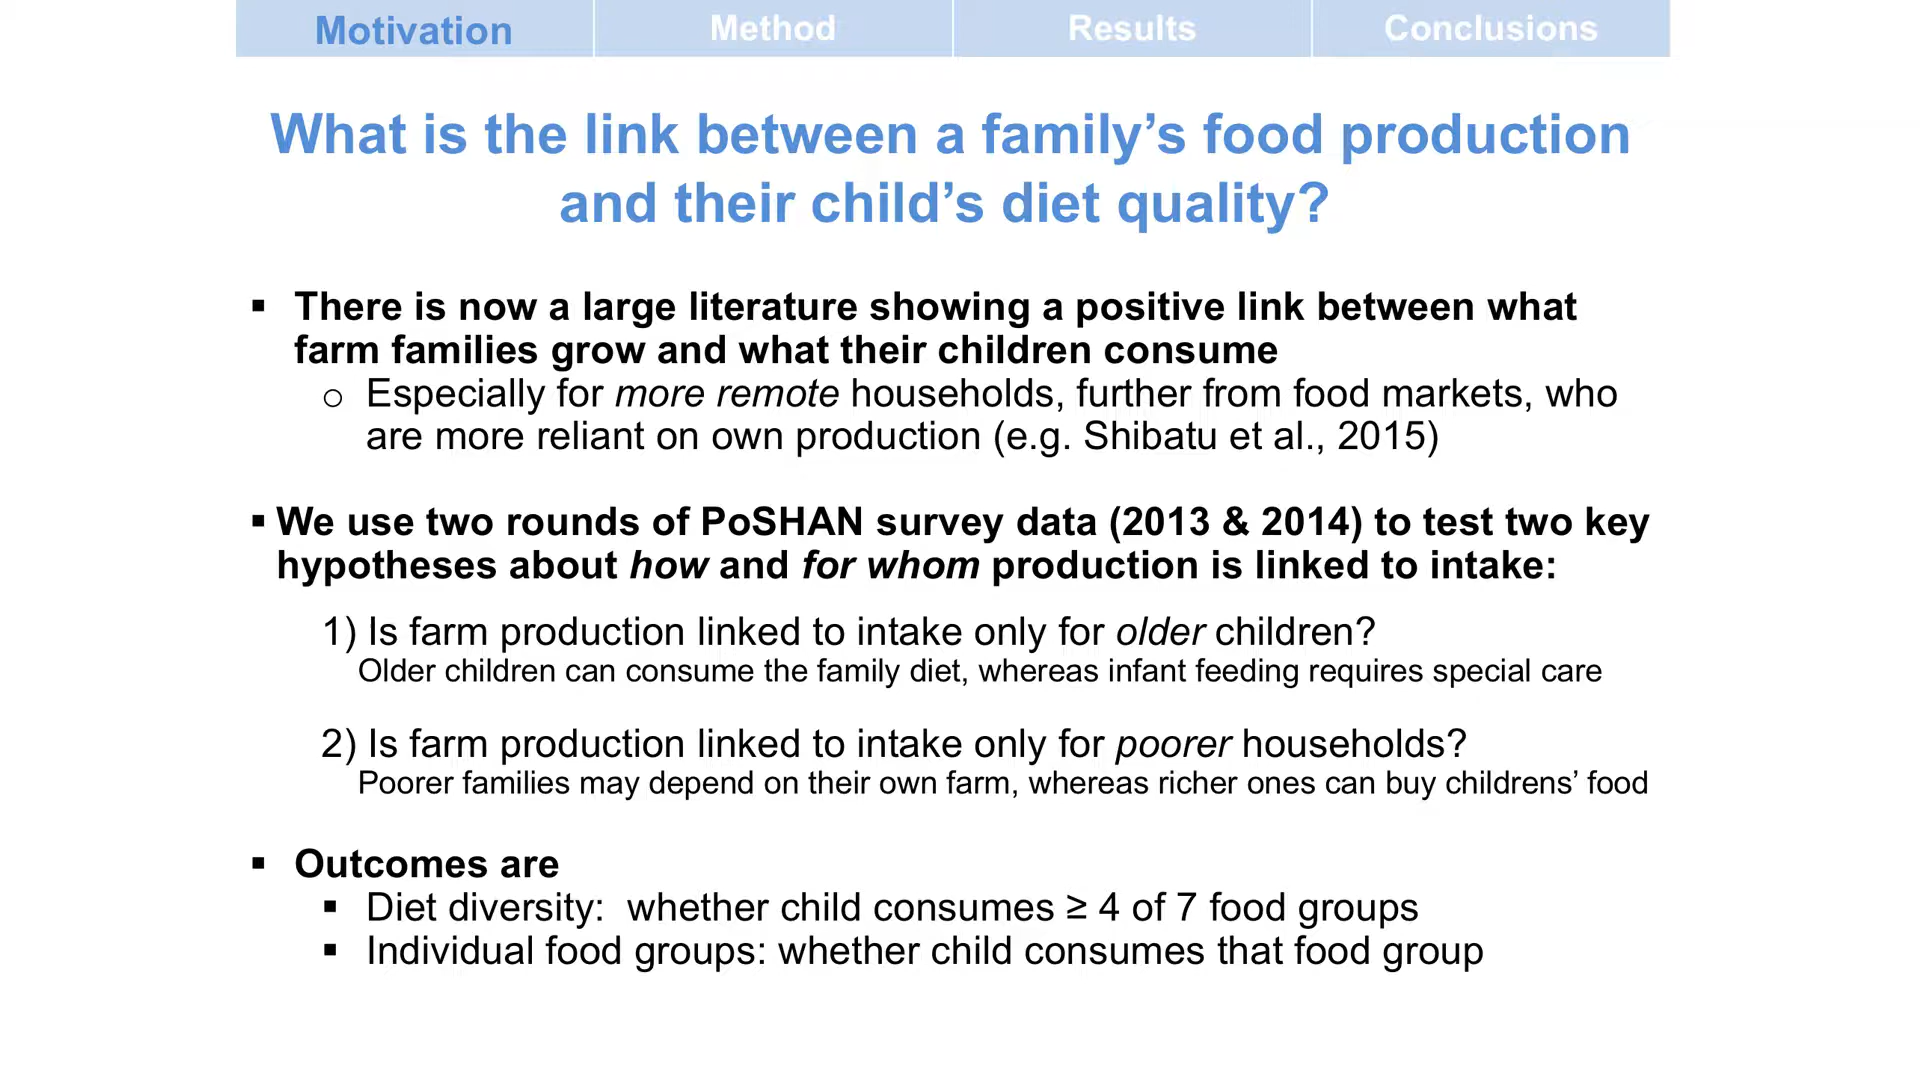 Motivation
Method
Results
Conclusions
What is the link between a family’s food production
and their child’s diet quality?
▪ There is now a large literature showing a positive link between what
farm families grow and what their children consume
o Especially for more remote households, further from food markets, who
are more reliant on own production (e.g. Shibatu et al., 2015)
▪ We use two rounds of PoSHAN survey data (2013 & 2014) to test two key
hypotheses about how and for whom production is linked to intake:
1) Is farm production linked to intake only for older children?
Older children can consume the family diet, whereas infant feeding requires special care
2) Is farm production linked to intake only for poorer households?
Poorer families may depend on their own farm, whereas richer ones can buy childrens’ food
▪ Outcomes are
▪ Diet diversity: whether child consumes ≥ 4 of 7 food groups
▪ Individual food groups: whether child consumes that food group